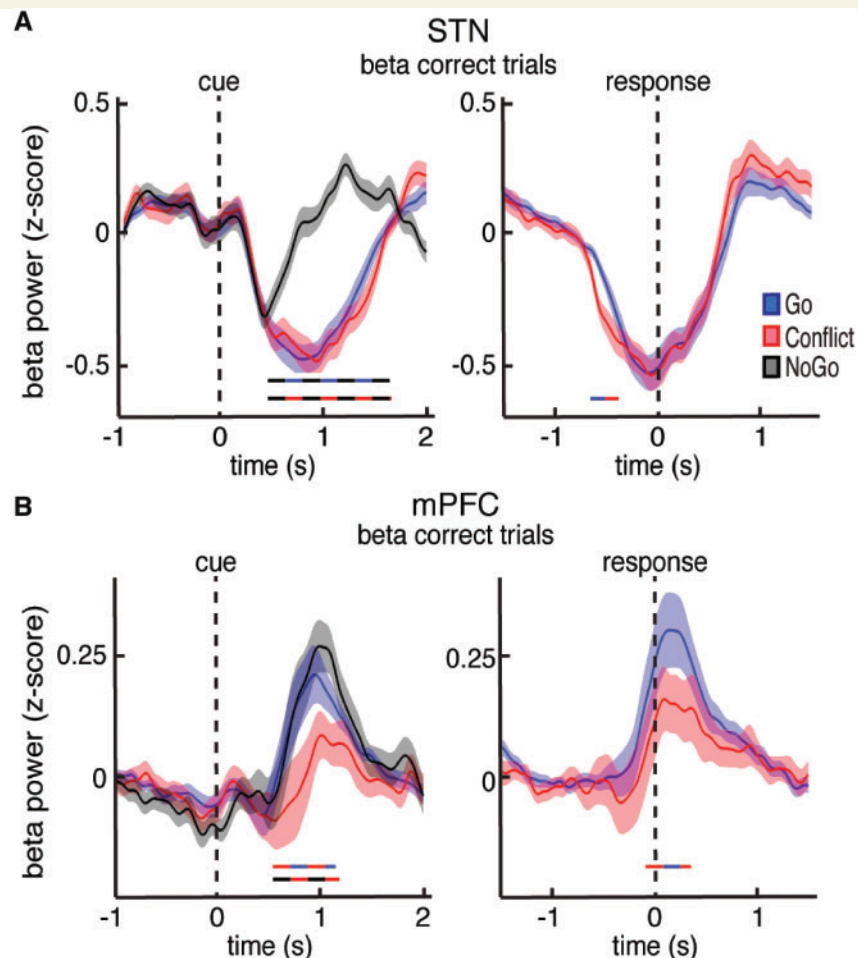 A
STN
beta correct trials
cue
response
0.5
0
-0.5
beta power (z-score)
-1
0
1
2
time (s)
0.5
0
-0.5
-1
0
1
time (s)
Go
Conflict
NoGo
B
mPFC
beta correct trials
cue
response
0.25
0
beta power (z-score)
-1
0
1
2
time (s)
0.25
0
-1
0
1
time (s)